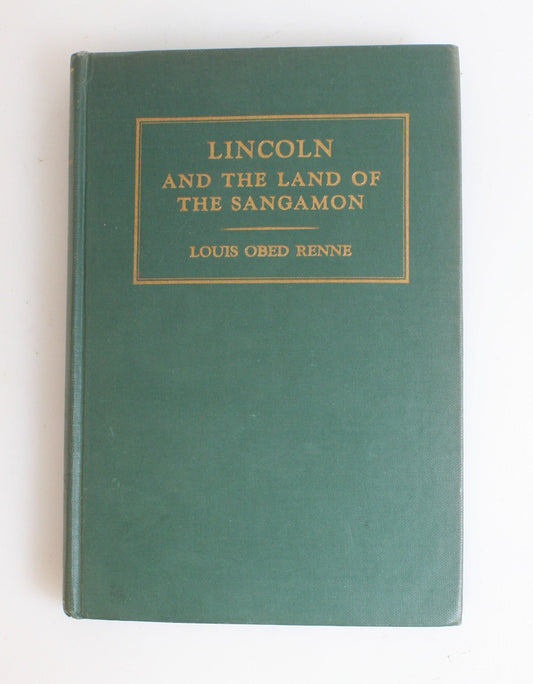 LINCOLN
AND THE LAND OF
THE SANGAMON
LOUIS OBED RENNE